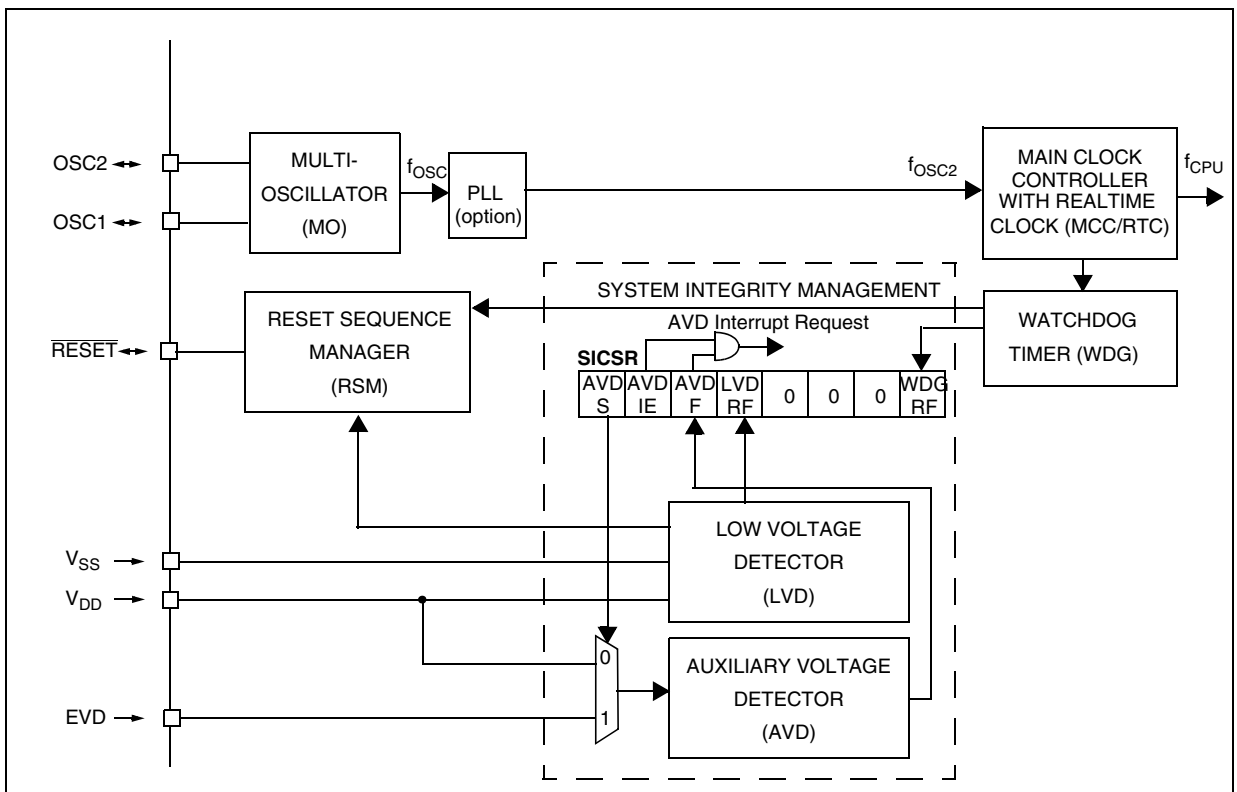 OSC2
OSC1
MULTI-
OSCILLATOR
(MO)
fOSC
PLL
(option)
fOSC2
MAIN CLOCK
CONTROLLER
WITH REALTIME
CLOCK (MCC/RTC)
fCPU
RESET
RESET SEQUENCE
MANAGER
(RSM)
SYSTEM INTEGRITY MANAGEMENT
AVD Interrupt Request
WATCHDOG
TIMER (WDG)
SICSR
AVD AVD AVD LVD 0 0 0 WDG
S IE F RF RF
VSS
VDD
EVD
LOW VOLTAGE
DETECTOR
(LVD)
0
1
AUXILIARY VOLTAGE
DETECTOR
(AVD)